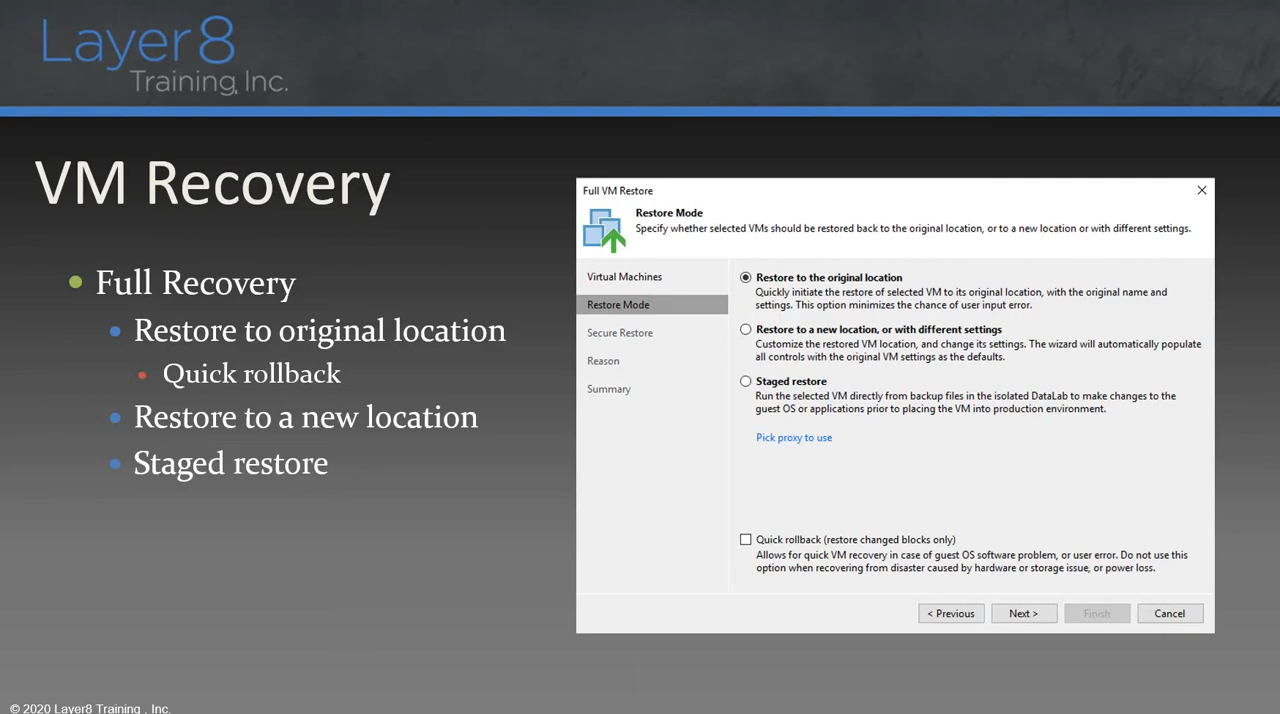 Layer8
Training, Inc.
VM Recovery
Full Recovery
Restore to original location
Quick rollback
Restore to a new location
Staged restore
Full VM Restore
Restore Mode
Specify whether selected VMs should be restored back to the original location, or to a new location or with different settings.
Virtual Machines
Restore Mode
Secure Restore
Reason
Summary
Restore to the original location
Quickly initiate the restore of selected VM to its original location, with the original name and
settings. This option minimizes the chance of user input error.
Restore to a new location, or with different settings
Customize the restored VM location, and change its settings. The wizard will automatically populate
all controls with the original VM settings as the defaults.
Staged restore
Run the selected VM directly from backup files in the isolated DataLab to make changes to the
guest OS or applications prior to placing the VM into production environment.
Pick proxy to use
Quick rollback (restore changed blocks only)
Allows for quick VM recovery in case of guest OS software problem, or user error. Do not use this
option when recovering from disaster caused by hardware or storage issue, or power loss.
< Previous
Next >
Finish
Cancel
© 2020 Layer8 Training , Inc.